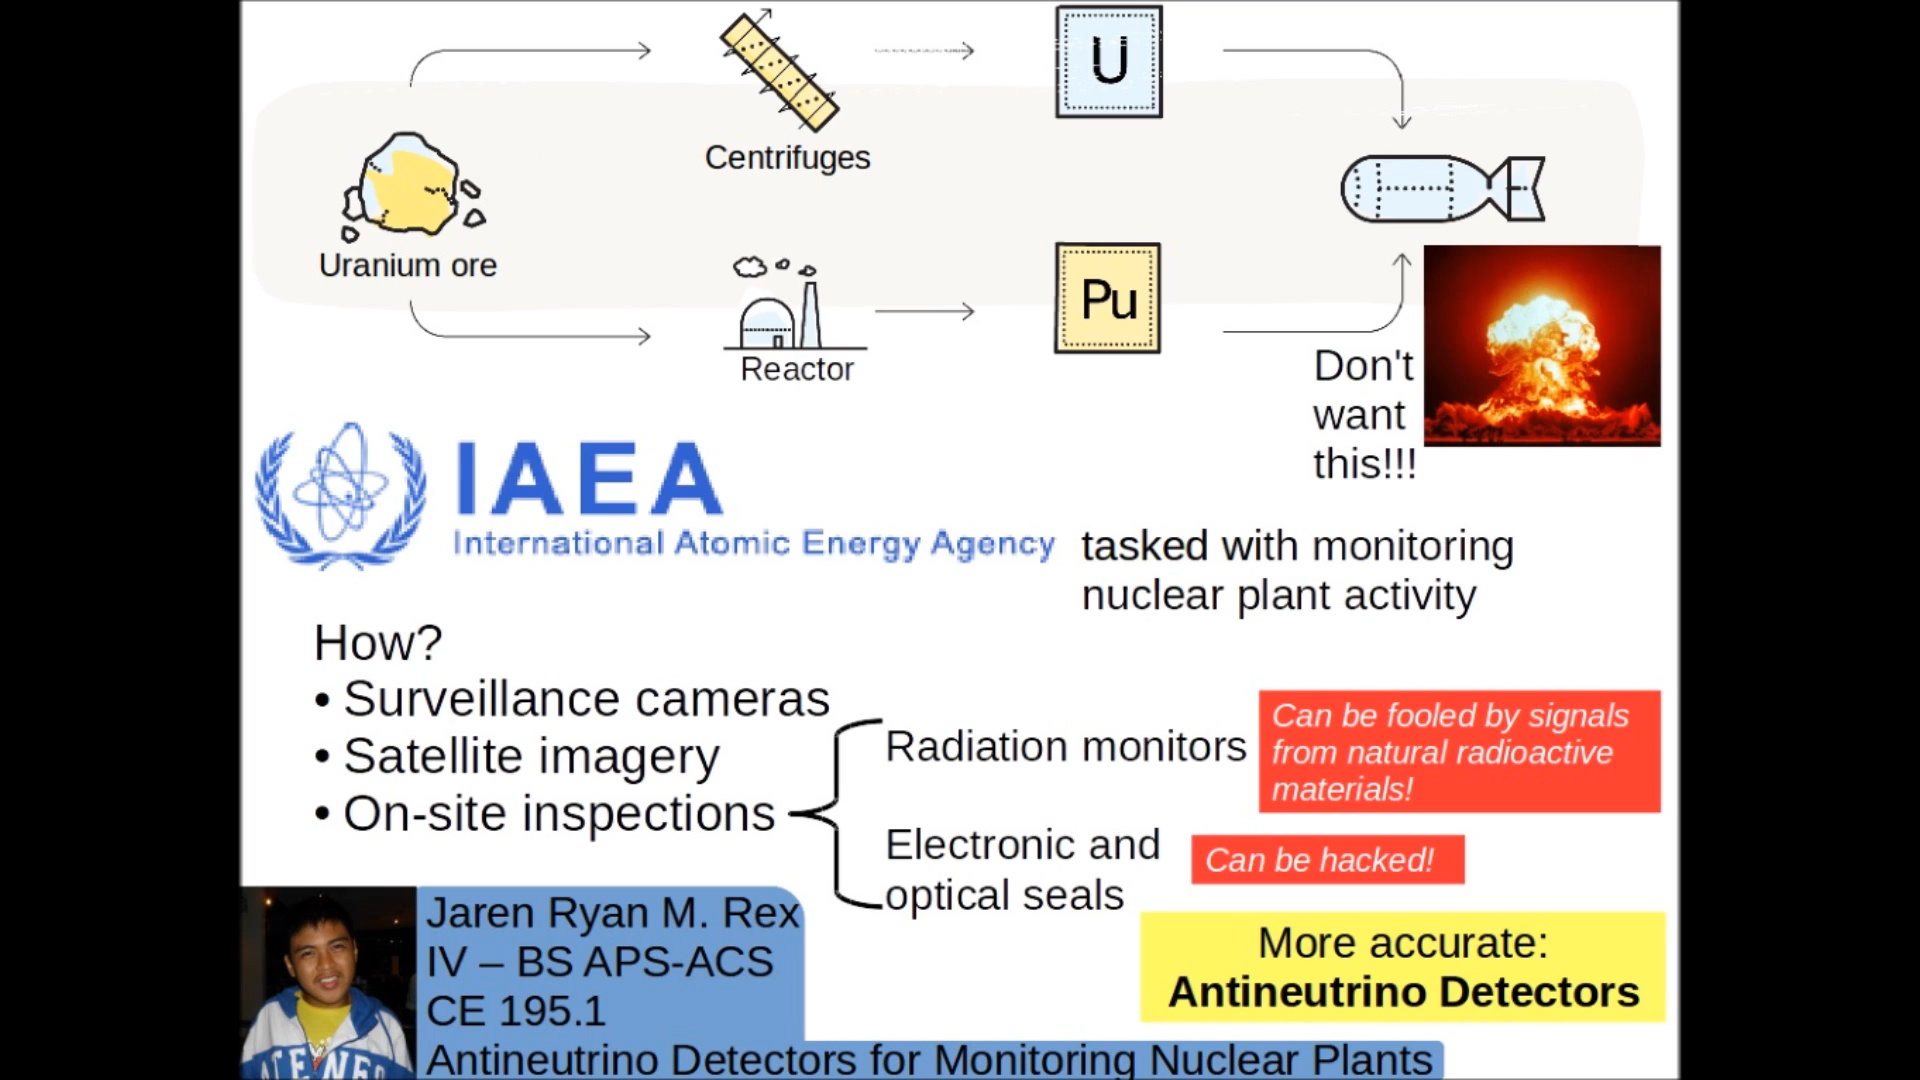 U
Centrifuges
Uranium ore
Pu
Reactor
Don't
want
this!!!
IAEA
International Atomic Energy Agency
tasked with monitoring
nuclear plant activity
How?
• Surveillance cameras
• Satellite imagery
• On-site inspections
Radiation monitors
Can be fooled by signals
from natural radioactive
materials!
Electronic and
optical seals
Can be hacked!
More accurate:
Antineutrino Detectors
Jaren Ryan M. Rex
IV – BS APS-ACS
CE 195.1
Antineutrino Detectors for Monitoring Nuclear Plants